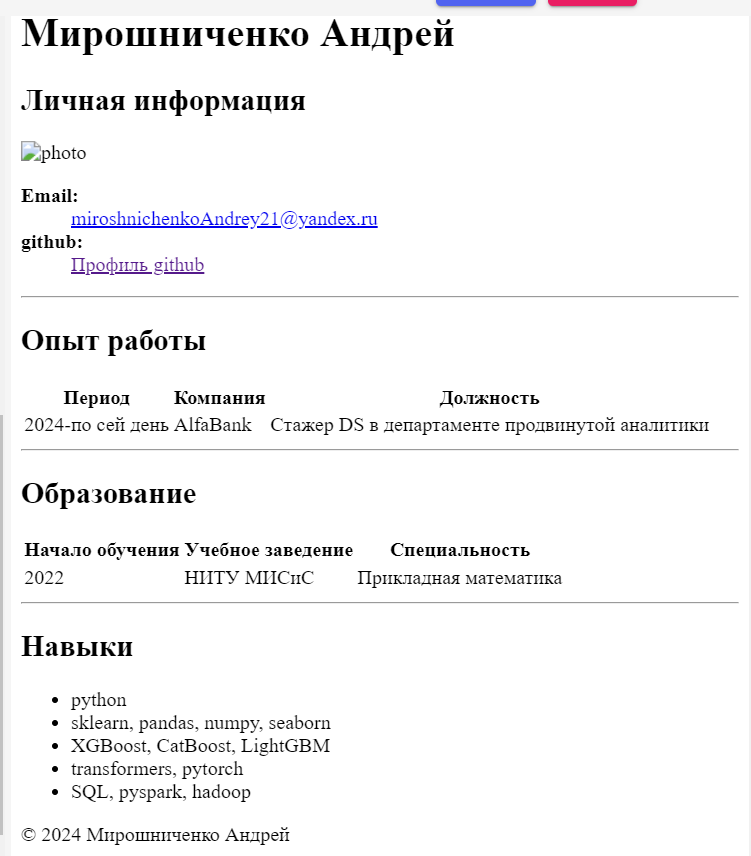 Мирошниченко Андрей
Личная информация
photo
Email:
miroshnichenkoAndrey21@yandex.ru
github:
Профиль github
Опыт работы
Период Компания Должность
2024-по сей день AlfaBank Стажер DS в департаменте продвинутой аналитики
Образование
Начало обучения Учебное заведение Специальность
2022 НИТУ МИСиС Прикладная математика
Навыки
• python
• sklearn, pandas, numpy, seaborn
• XGBoost, CatBoost, LightGBM
• transformers, pytorch
• SQL, pyspark, hadoop
© 2024 Мирошниченко Андрей